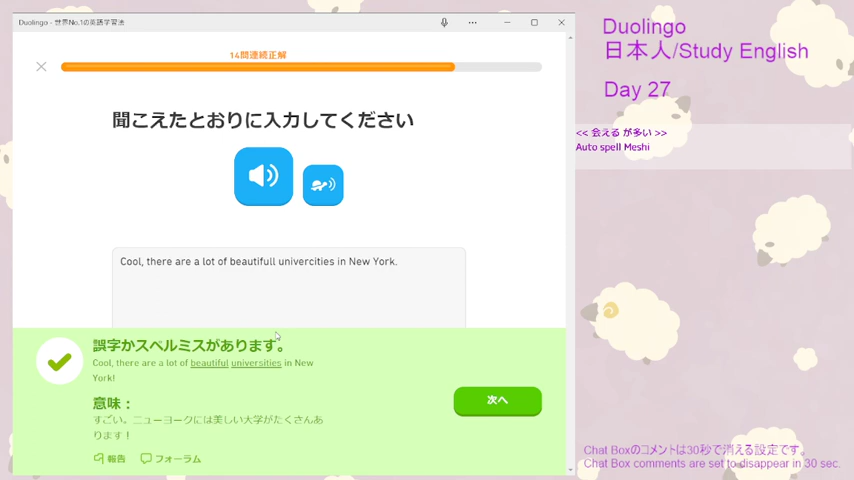 Duolingo - 世界No.1の英語学習法
14問連続正解
聞こえたとおりに入力してください
Cool, there are a lot of beautifull univercities in New York.
誤字かスペルミスがあります。
Cool, there are a lot of beautiful universities in New
York!
意味：
すごい。ニューヨークには美しい大学がたくさんあ
ります！
報告 フォーラム
次へ
Duolingo
日本人/Study English
Day 27
<< 会える が多い >>
Auto spell Meshi
Chat Boxのコメントは30秒で消える設定です。
Chat Box comments are set to disappear in 30 sec.